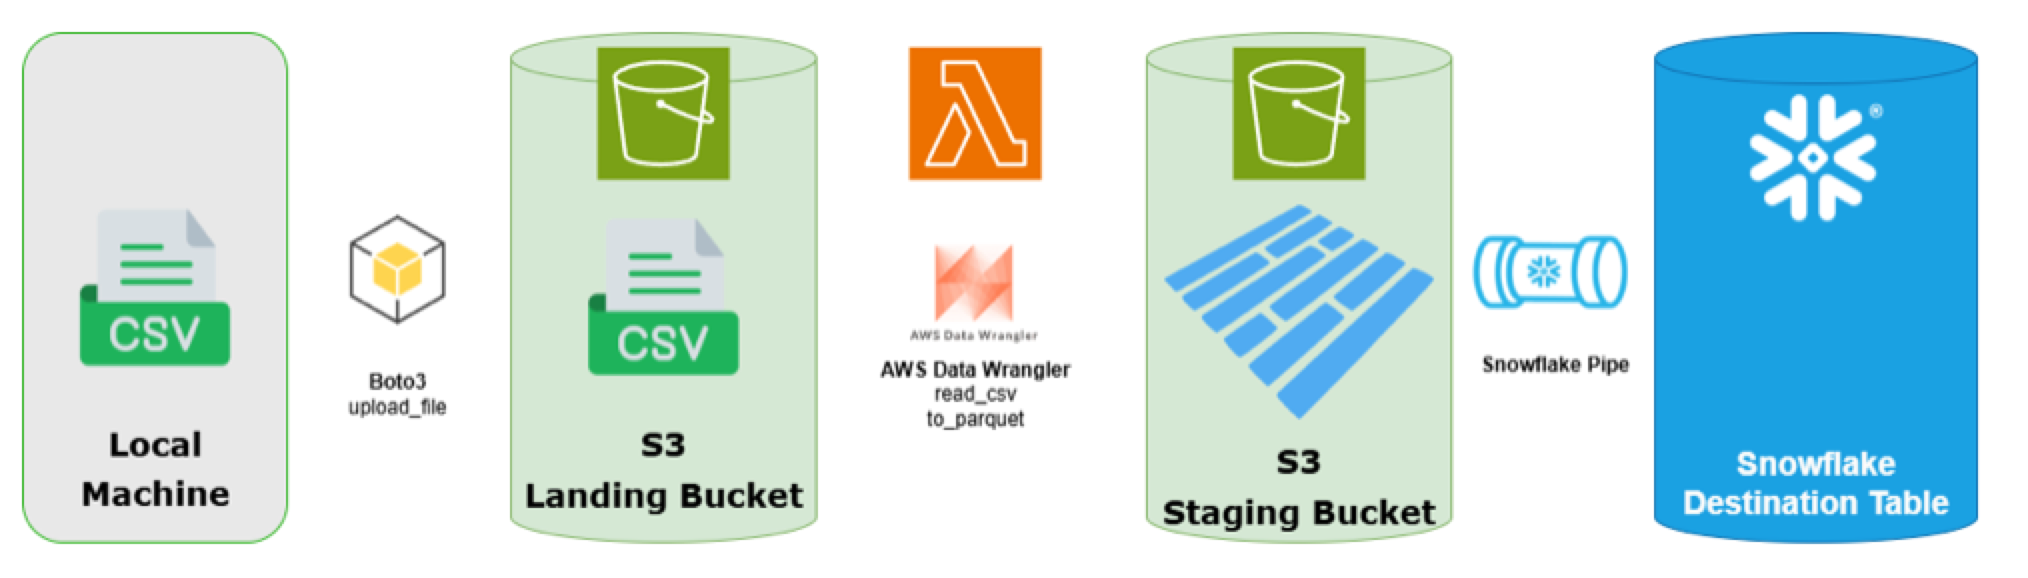 CSV
Local
Machine
Boto3
upload_file
CSV
S3
Landing Bucket
AWS Data Wrangler
AWS Data Wrangler
read_csv
to_parquet
S3
Staging Bucket
Snowflake Pipe
®
Snowflake
Destination Table